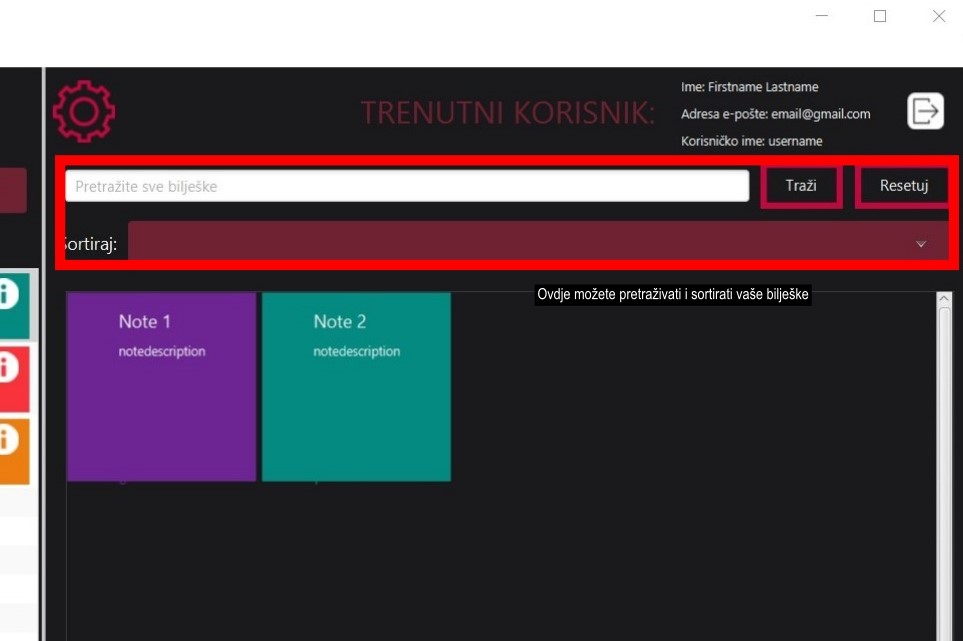 TRENUTNI KORISNIK:
Ime: Firstname Lastname
Adresa e-pošte: email@gmail.com
Korisničko ime: username
Pretražite sve bilješke
Traži
Resetuj
Sortiraj:
Ovdje možete pretraživati i sortirati vaše bilješke
Note 1
notedescription
Note 2
notedescription